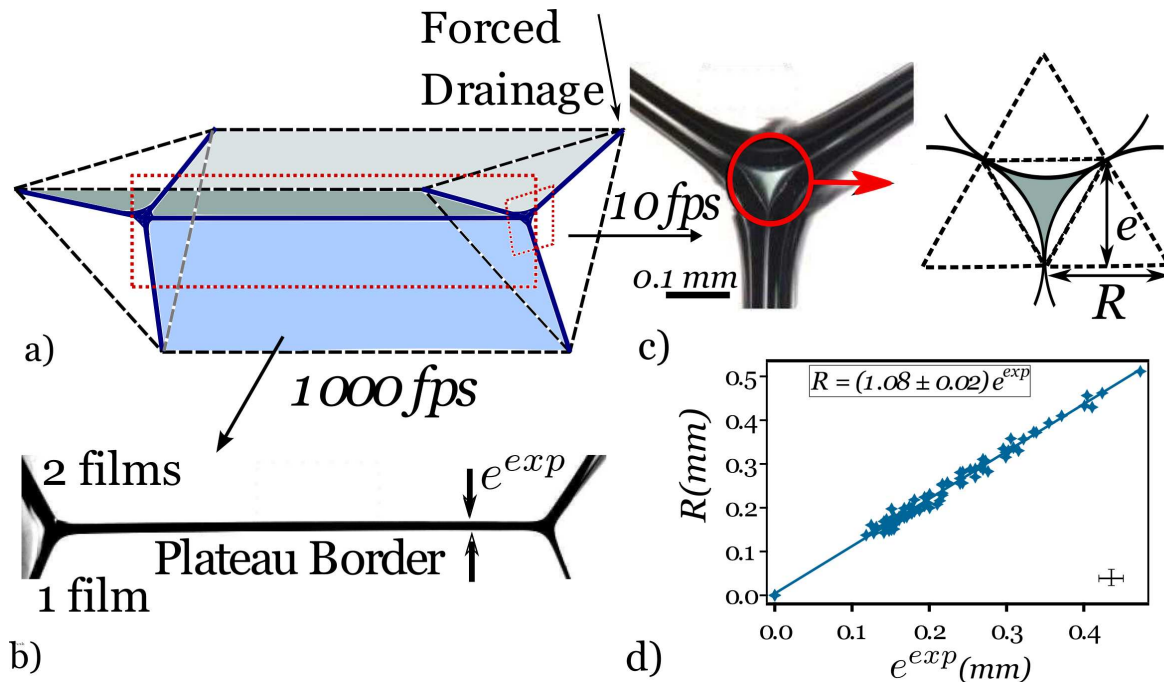 a)
Forced
Drainage
10 fps
0.1 mm
c)
e
R
1000 fps
b)
2 films
e^{exp}
Plateau Border
1 film
d)
R = (1.08 ± 0.02) e^{exp}
R(mm)
0.5
0.4
0.3
0.2
0.1
0.0
0.0
0.1
0.2
0.3
0.4
e^{exp}(mm)